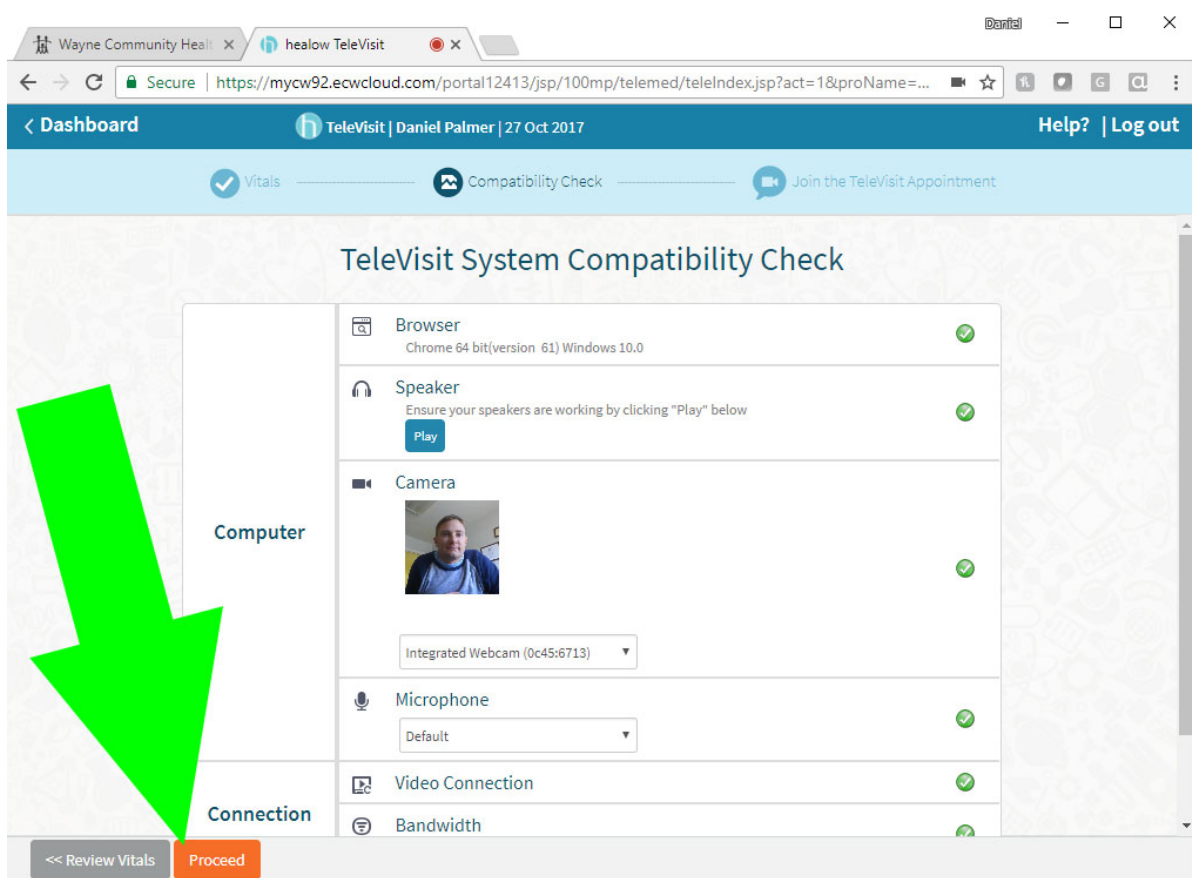 Daniel
Wayne Community Healt
healow TeleVisit
Secure | https://mycw92.ecwcloud.com/portal12413/jsp/100mp/telemed/teleIndex.jsp?act=1&proName=...
< Dashboard
TeleVisit | Daniel Palmer | 27 Oct 2017
Help? | Log out
Vitals
Compatibility Check
Join the TeleVisit Appointment
TeleVisit System Compatibility Check
Computer
Browser
Chrome 64 bit(version 61) Windows 10.0
Speaker
Ensure your speakers are working by clicking "Play" below
Play
Camera
Integrated Webcam (0c45:6713)
Microphone
Default
Connection
Video Connection
Bandwidth
<< Review Vitals
Proceed